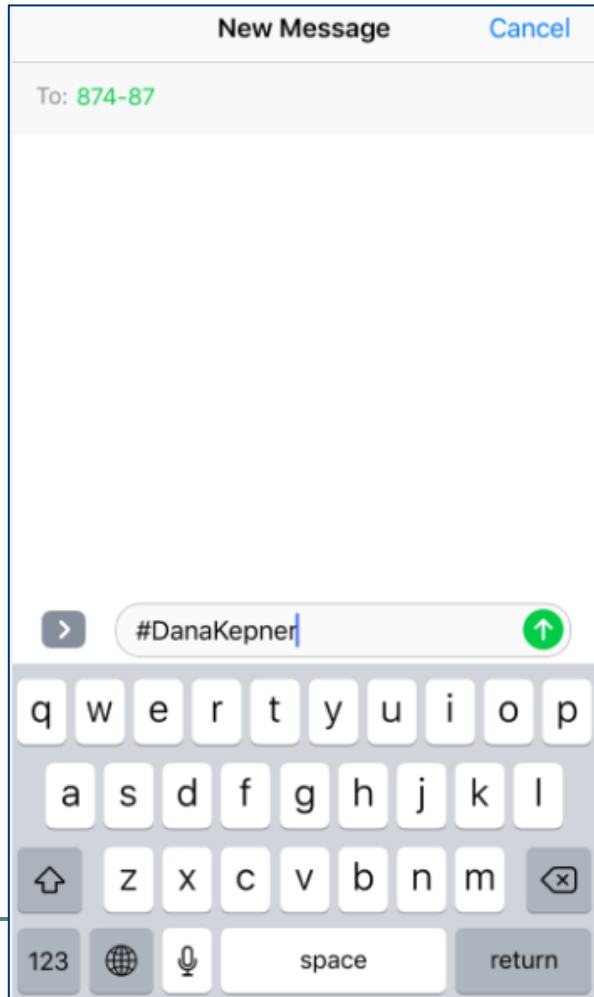 New Message Cancel
To: 874-87
#DanaKepner
q w e r t y u i o p
a s d f g h j k l
z x c v b n m
123 space return